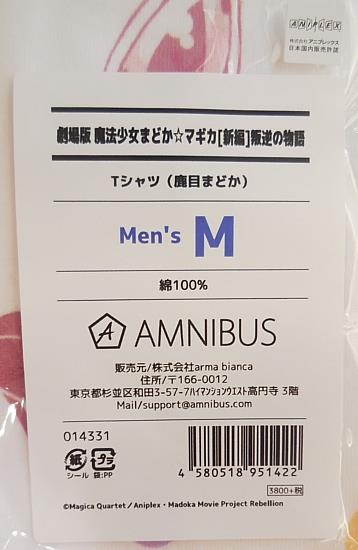 ANIPLEX
株式会社アニプレックス
日本国内販売許諾
劇場版 魔法少女まどか☆マギカ[新編]叛逆の物語
Tシャツ（鹿目まどか）
Men's M
綿100%
AMNIBUS
販売元/株式会社arma bianca
住所/〒166-0012
東京都杉並区和田3-57-7ﾊｲﾏﾝｼｮﾝｳｴｽﾄ高円寺 3階
Mail/support@amnibus.com
014331
紙 プラ
シール 袋:PP
4 580518 951422
3800+税
©Magica Quartet／Aniplex・Madoka Movie Project Rebellion